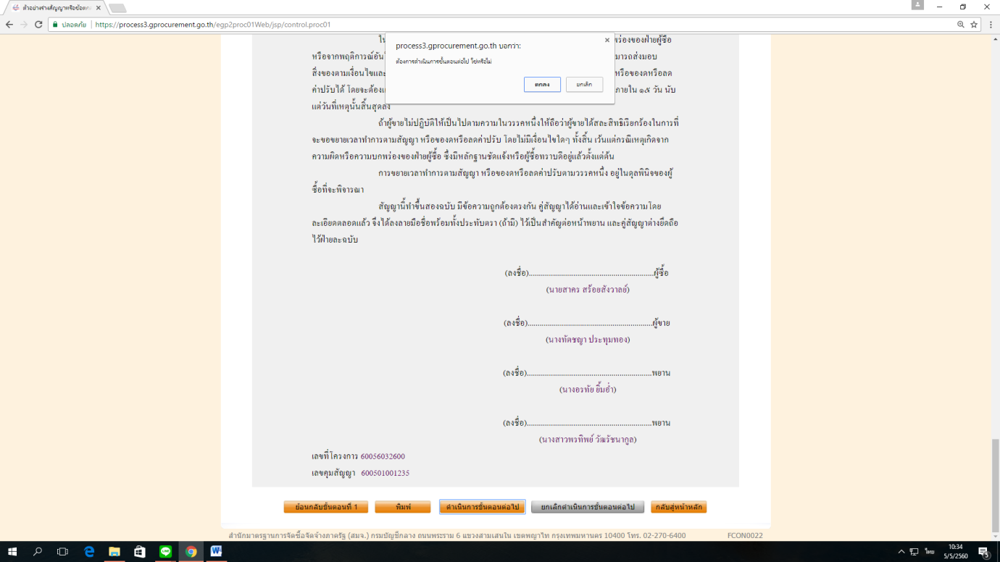 ตัวอย่างร่างสัญญาหรือข้อตกล
ปลอดภัย https://process3.gprocurement.go.th/egp2proc01Web/jsp/control.proc01
process3.gprocurement.go.th บอกว่า:
ต้องการดำเนินการขั้นตอนต่อไป ใช่หรือไม่
ตกลง ยกเลิก
ใน พร่องของฝ่ายผู้ซื้อ
หรือจากพฤติการณ์อัน มารถส่งมอบ
สิ่งของตามเงื่อนไขและ หรือของดหรือลด
ค่าปรับได้ โดยจะต้อง ภายใน ๑๕ วัน นับ
แต่วันที่เหตุนั้นสิ้นสุดลง
ถ้าผู้ขายไม่ปฏิบัติให้เป็นไปตามความในวรรคหนึ่งให้ถือว่าผู้ขายได้สละสิทธิเรียกร้องในการที่
จะขอขยายเวลาทำการตามสัญญา หรือของดหรือลดค่าปรับ โดยไม่มีเงื่อนไขใดๆ ทั้งสิ้น เว้นแต่กรณีเหตุเกิดจาก
ความผิดหรือความบกพร่องของฝ่ายผู้ซื้อ ซึ่งมีหลักฐานชัดแจ้งหรือผู้ซื้อทราบดีอยู่แล้วตั้งแต่ต้น
การขยายเวลาทำการตามสัญญา หรือของดหรือลดค่าปรับตามวรรคหนึ่ง อยู่ในดุลพินิจของผู้
ซื้อที่จะพิจารณา
สัญญานี้ทำขึ้นสองฉบับ มีข้อความถูกต้องตรงกัน คู่สัญญาได้อ่านและเข้าใจข้อความโดย
ละเอียดตลอดแล้ว จึงได้ลงลายมือชื่อพร้อมทั้งประทับตรา (ถ้ามี) ไว้เป็นสำคัญต่อหน้าพยาน และคู่สัญญาต่างยึดถือ
ไว้ฝ่ายละฉบับ
(ลงชื่อ)..............................................................ผู้ซื้อ
(นายสาคร สร้อยสังวาลย์)
(ลงชื่อ)..............................................................ผู้ขาย
(นางทัตชญา ประทุมทอง)
(ลงชื่อ)..............................................................พยาน
(นางอรทัย ยิ้มฉ่ำ)
(ลงชื่อ)..............................................................พยาน
(นางสาวพรทิพย์ วัฒรัชนากูล)
เลขที่โครงการ 60056032600
เลขคุมสัญญา 600501001235
ย้อนกลับขั้นตอนที่ 1 พิมพ์ ดำเนินการขั้นตอนต่อไป ยกเลิกดำเนินการขั้นตอนต่อไป กลับสู่หน้าหลัก
สำนักมาตรฐานการจัดซื้อจัดจ้างภาครัฐ (สมจ.) กรมบัญชีกลาง ถนนพระราม 6 แขวงสามเสนใน เขตพญาไท กรุงเทพมหานคร 10400 โทร. 02-270-6400 FCON0022
ไทย 10:34
5/5/2560 5